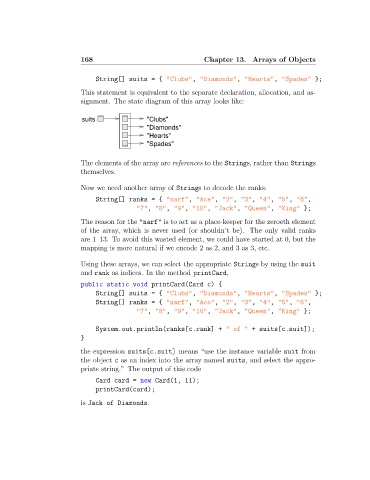 168 Chapter 13. Arrays of Objects
String[] suits = { "Clubs", "Diamonds", "Hearts", "Spades" };
This statement is equivalent to the separate declaration, allocation, and as-
signment. The state diagram of this array looks like:
suits "Clubs"
"Diamonds"
"Hearts"
"Spades"
The elements of the array are references to the Strings, rather than Strings
themselves.
Now we need another array of Strings to decode the ranks:
String[] ranks = { "narf", "Ace", "2", "3", "4", "5", "6",
"7", "8", "9", "10", "Jack", "Queen", "King" };
The reason for the "narf" is to act as a place-keeper for the zeroeth element
of the array, which is never used (or shouldn't be). The only valid ranks
are 1–13. To avoid this wasted element, we could have started at 0, but the
mapping is more natural if we encode 2 as 2, and 3 as 3, etc.
Using these arrays, we can select the appropriate Strings by using the suit
and rank as indices. In the method printCard,
public static void printCard(Card c) {
String[] suits = { "Clubs", "Diamonds", "Hearts", "Spades" };
String[] ranks = { "narf", "Ace", "2", "3", "4", "5", "6",
"7", "8", "9", "10", "Jack", "Queen", "King" };
System.out.println(ranks[c.rank] + " of " + suits[c.suit]);
}
the expression suits[c.suit] means "use the instance variable suit from
the object c as an index into the array named suits, and select the appro-
priate string." The output of this code
Card card = new Card(1, 11);
printCard(card);
is Jack of Diamonds.